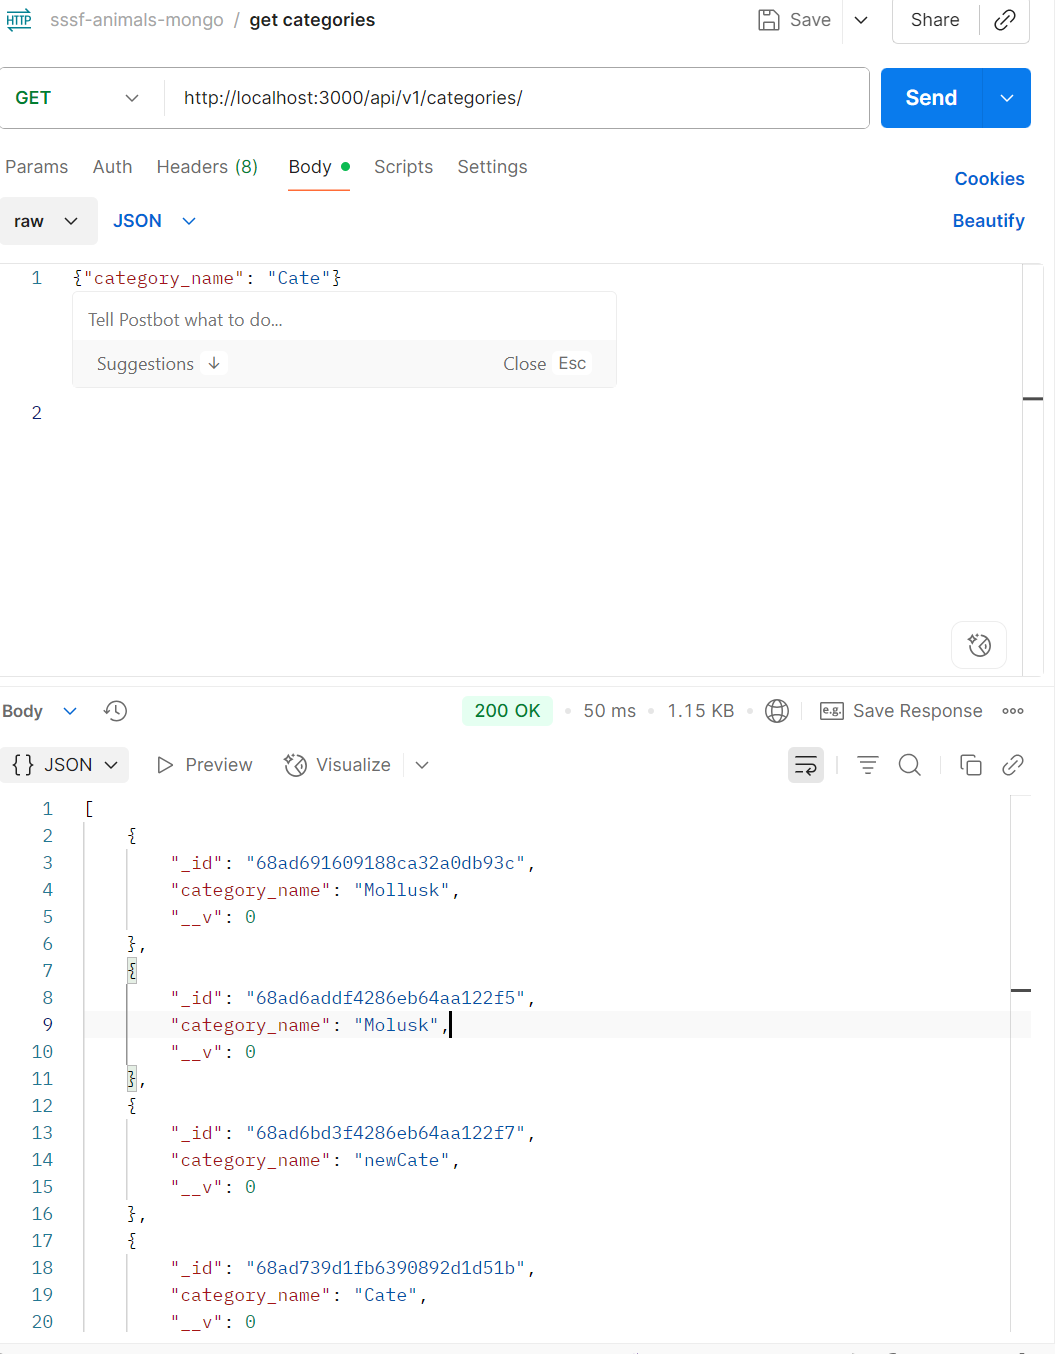 HTTP sssf-animals-mongo / get categories Save Share
GET http://localhost:3000/api/v1/categories/ Send
Params Auth Headers (8) Body Scripts Settings Cookies
raw JSON Beautify
1 {"category_name": "Cate"}
Tell Postbot what to do...
Suggestions ↓ Close Esc
2
Body 200 OK • 50 ms • 1.15 KB • e.g. Save Response
{} JSON Preview Visualize
1 [
2 {
3 "_id": "68ad691609188ca32a0db93c",
4 "category_name": "Mollusk",
5 "__v": 0
6 },
7 {
8 "_id": "68ad6addf4286eb64aa122f5",
9 "category_name": "Molusk",
10 "__v": 0
11 },
12 {
13 "_id": "68ad6bd3f4286eb64aa122f7",
14 "category_name": "newCate",
15 "__v": 0
16 },
17 {
18 "_id": "68ad739d1fb6390892d1d51b",
19 "category_name": "Cate",
20 "__v": 0